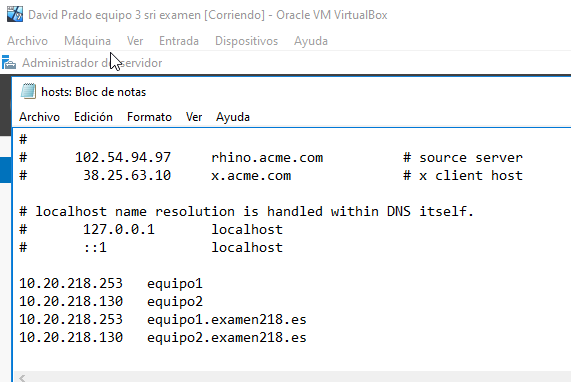 David Prado equipo 3 sri examen [Corriendo] - Oracle VM VirtualBox
Archivo Máquina Ver Entrada Dispositivos Ayuda
Administrador de servidor
hosts: Bloc de notas
Archivo Edición Formato Ver Ayuda
#
# 102.54.94.97 rhino.acme.com # source server
# 38.25.63.10 x.acme.com # x client host
# localhost name resolution is handled within DNS itself.
# 127.0.0.1 localhost
# ::1 localhost
10.20.218.253 equipo1
10.20.218.130 equipo2
10.20.218.253 equipo1.examen218.es
10.20.218.130 equipo2.examen218.es